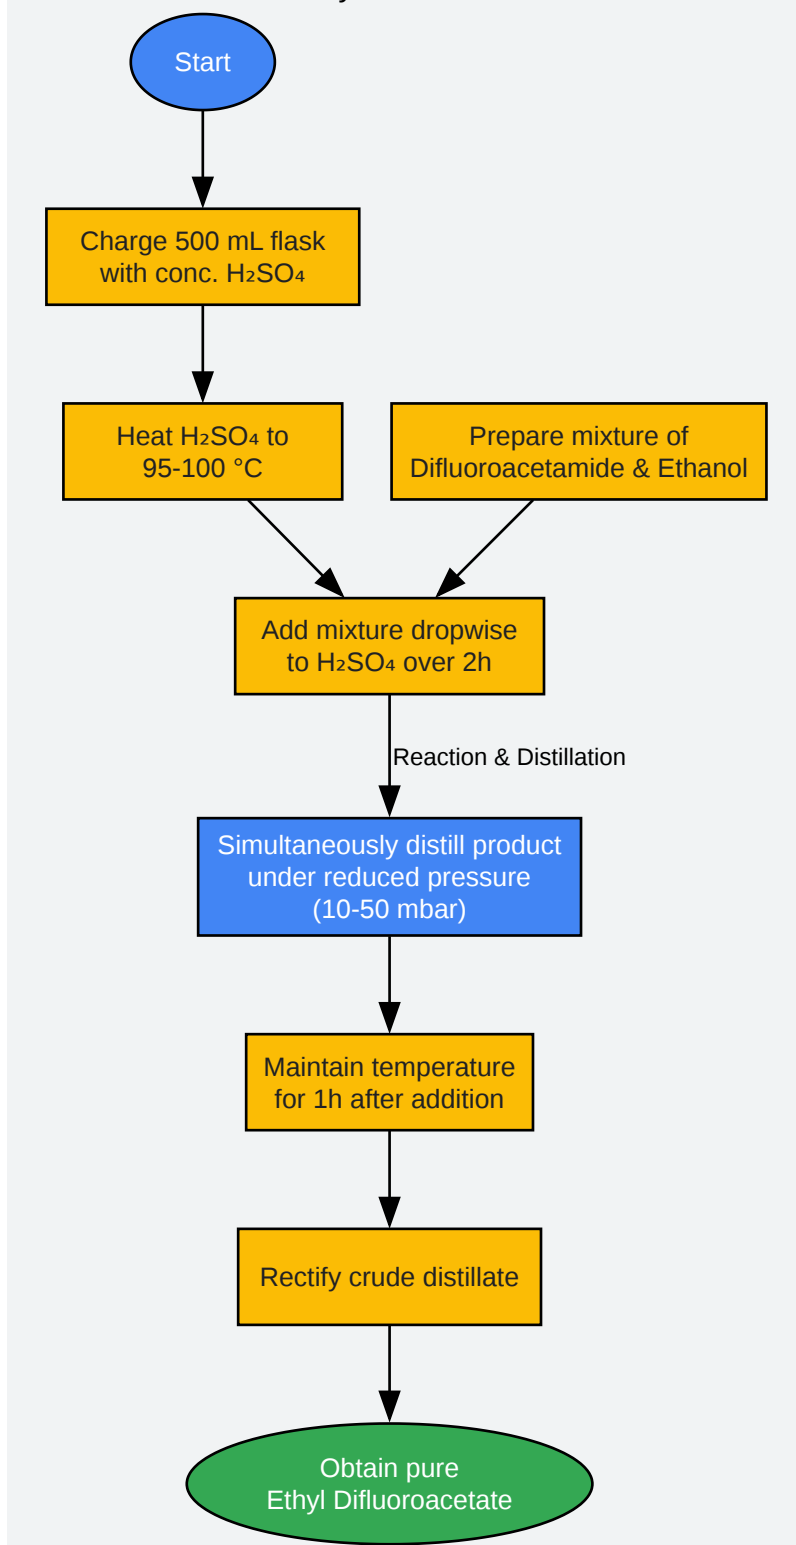 Start
Charge 500 mL flask
with conc. H₂SO₄
Heat H₂SO₄ to
95-100 °C
Prepare mixture of
Difluoroacetamide & Ethanol
Add mixture dropwise
to H₂SO₄ over 2h
Reaction & Distillation
Simultaneously distill product
under reduced pressure
(10-50 mbar)
Maintain temperature
for 1h after addition
Rectify crude distillate
Obtain pure
Ethyl Difluoroacetate